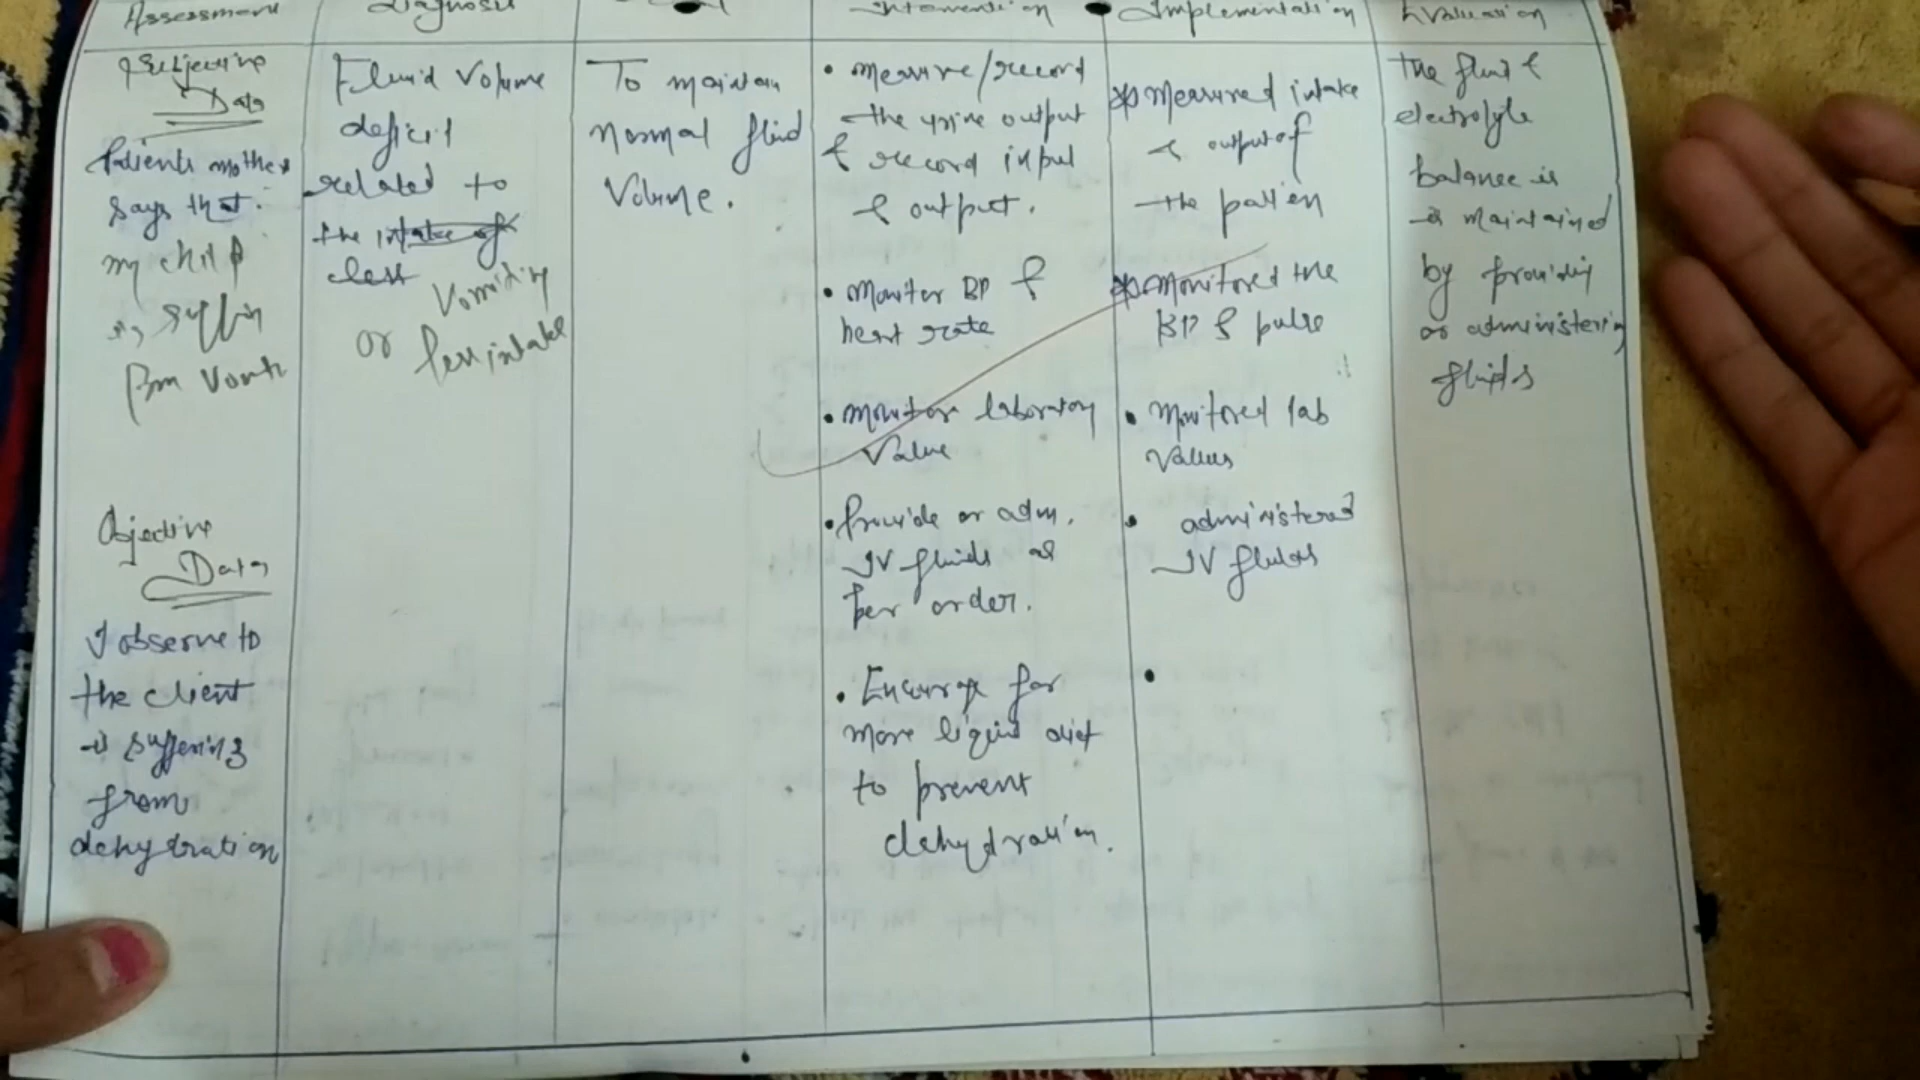 Assessment
Diagnosis
Intervention
Implementation
Evaluation
Subjective
Data
Patients mother
says that
my child
is
from
Objective
Data
I observe to
the client
is suffering
from
dehydration
Fluid Volume
deficit
related to
the intake of
less
Vomiting
or less intake
To maintain
normal fluid
Volume.
• measure/record
the urine output
& record input
& output.
• monitor BP &
heart rate
• monitor laboratory
Value
• Provide or adm.
IV fluids as
per order.
• Encourage for
more liquid diet
to prevent
dehydration.
measured intake
& output of
the patien
monitored the
BP & pulse
• monitored lab
values
• administered
IV fluids
•
The fluid &
electrolyte
balance is
is maintained
by providing
or administering
fluids